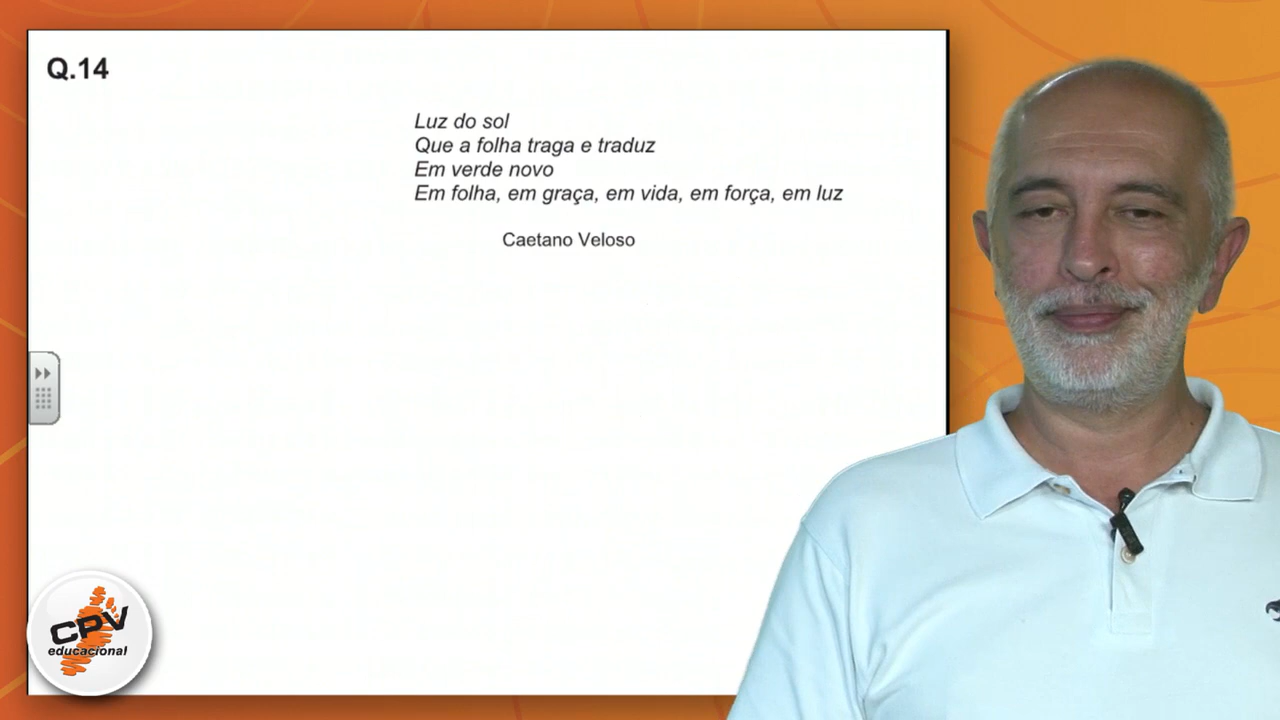 Q.14
Luz do sol
Que a folha traga e traduz
Em verde novo
Em folha, em graça, em vida, em força, em luz
Caetano Veloso
CPV
educacional